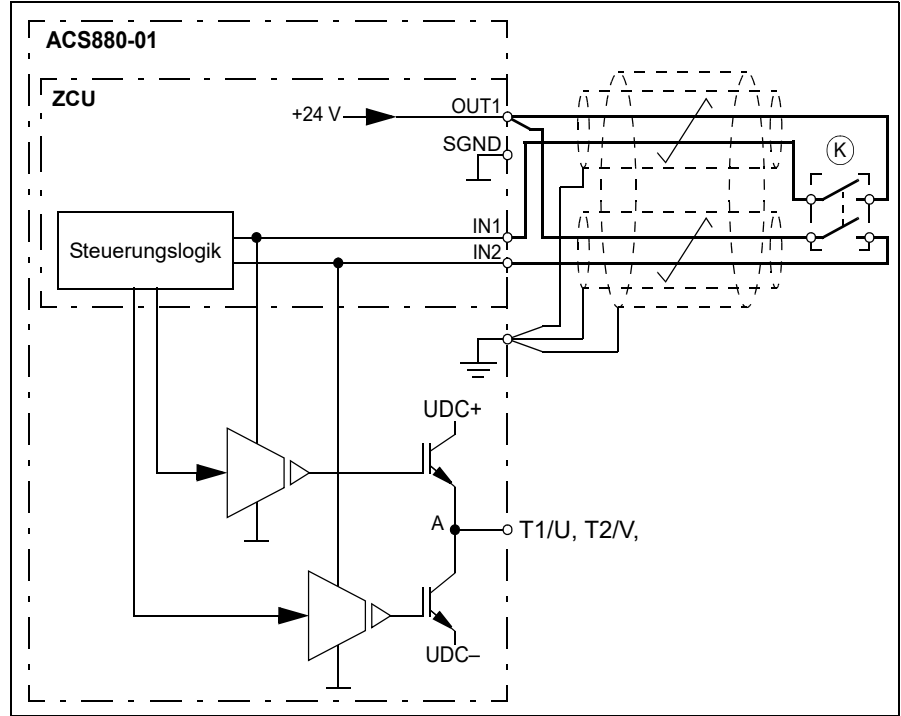 ACS880-01
ZCU
+24 V
OUT1
SGND
K
IN1
Steuerungslogik
IN2
UDC+
A
T1/U, T2/V,
UDC–